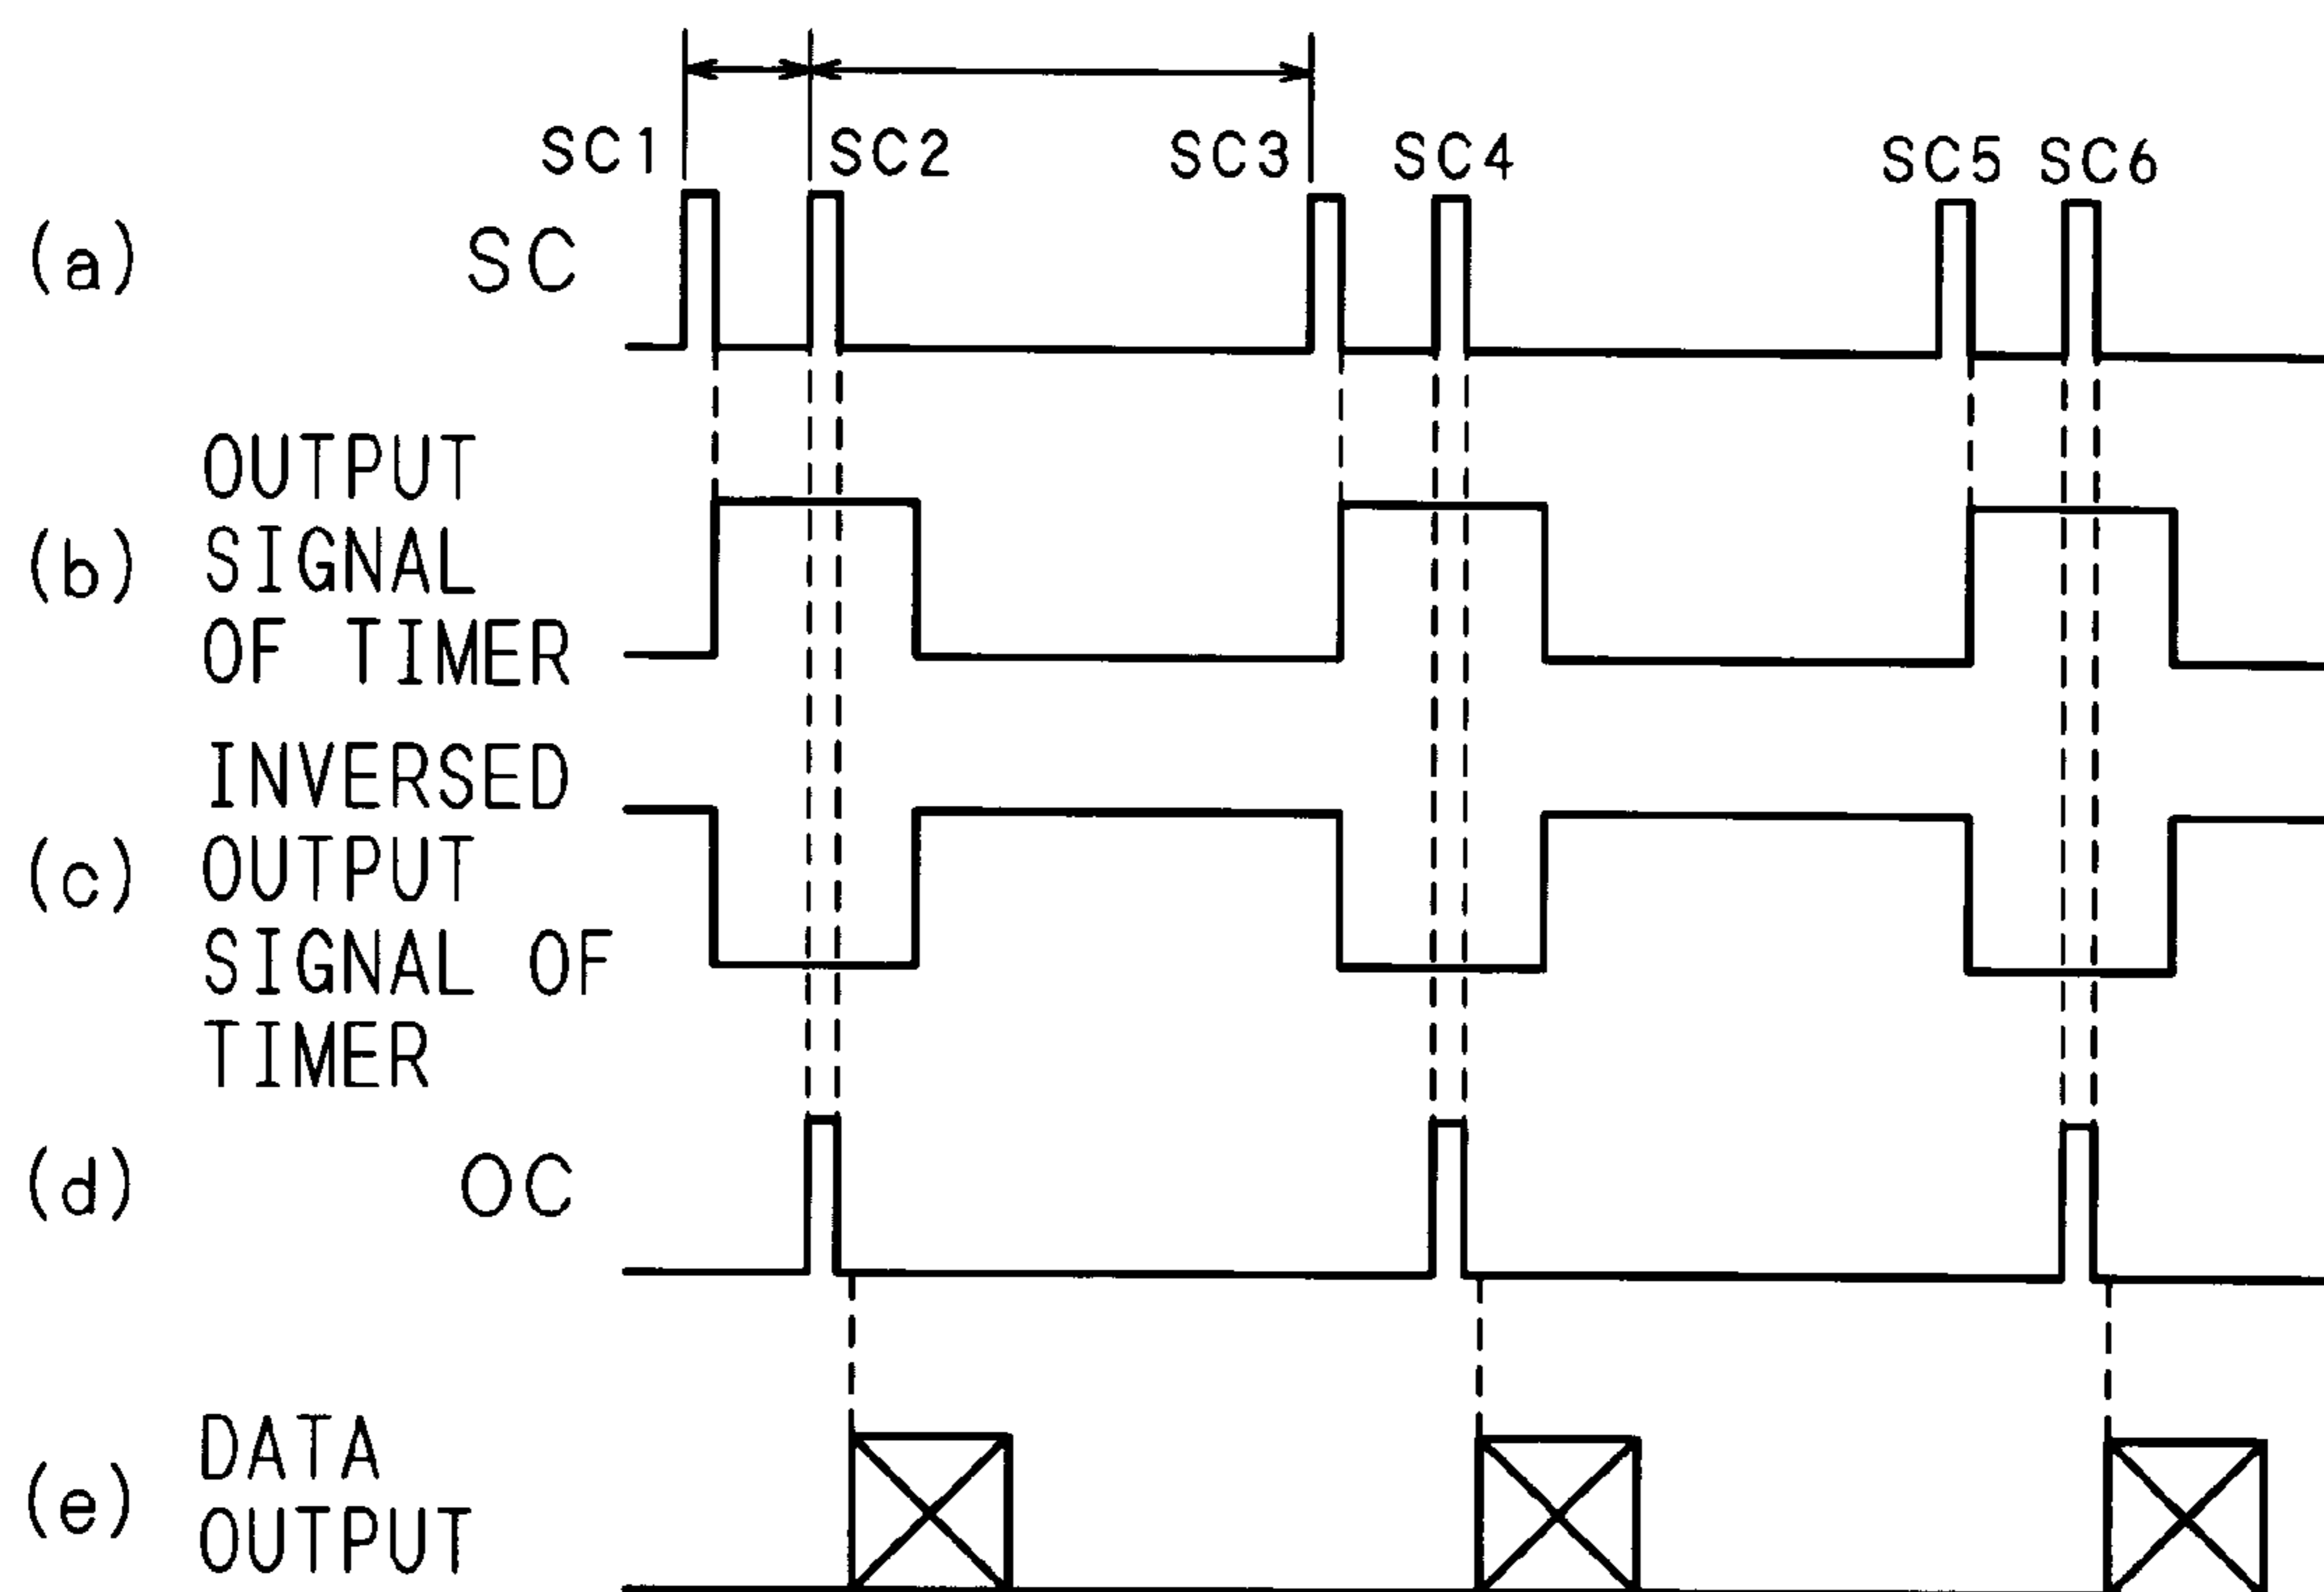 SC1 SC2 SC3 SC4 SC5 SC6
(a) SC
(b) OUTPUT
SIGNAL
OF TIMER
(c) INVERSED
OUTPUT
SIGNAL OF
TIMER
(d) OC
(e) DATA
OUTPUT